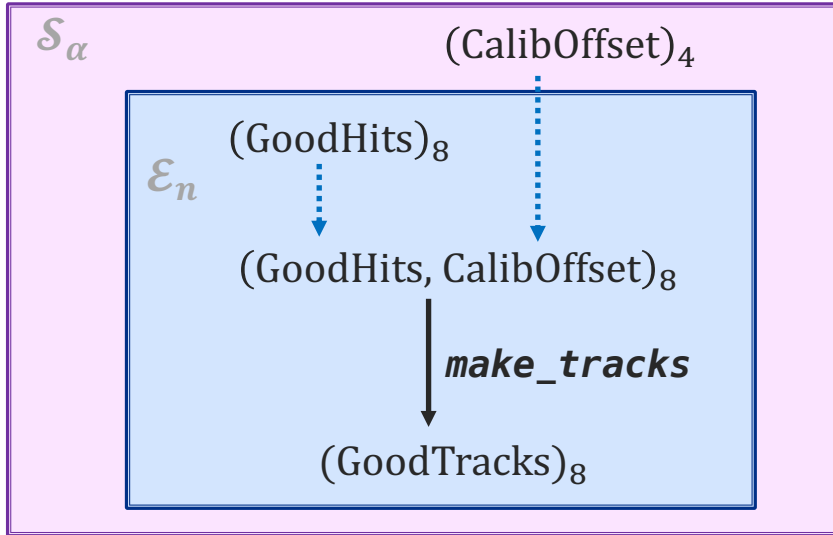 𝒮α
(CalibOffset)₄
(GoodHits)₈
ℰn
(GoodHits, CalibOffset)₈
make_tracks
(GoodTracks)₈